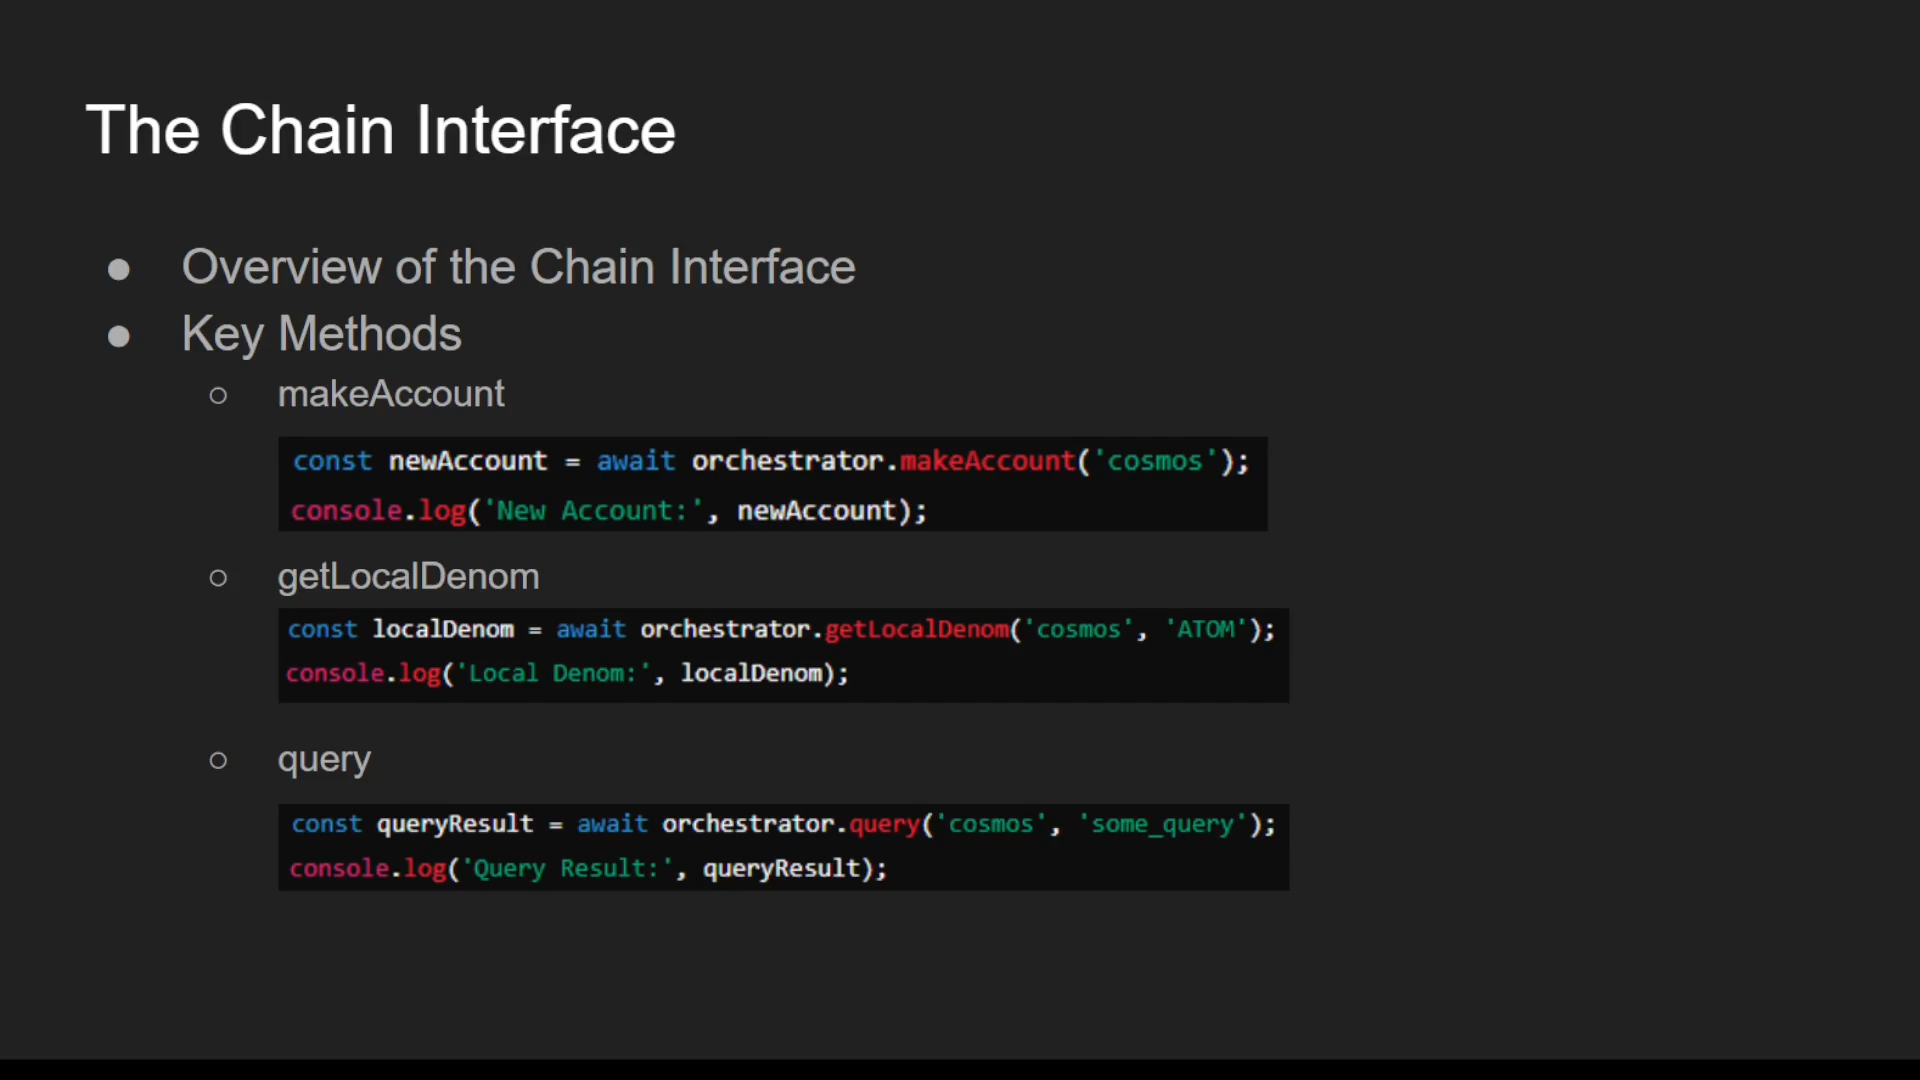 The Chain Interface
● Overview of the Chain Interface
● Key Methods
○ makeAccount
const newAccount = await orchestrator.makeAccount('cosmos');
console.log('New Account:', newAccount);
○ getLocalDenom
const localDenom = await orchestrator.getLocalDenom('cosmos', 'ATOM');
console.log('Local Denom:', localDenom);
○ query
const queryResult = await orchestrator.query('cosmos', 'some_query');
console.log('Query Result:', queryResult);